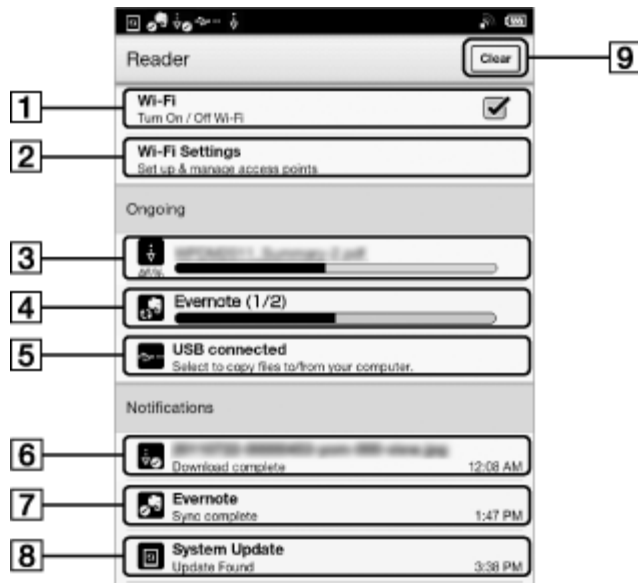 Reader
Clear
9
1
Wi-Fi
Turn On / Off Wi-Fi
2
Wi-Fi Settings
Set up & manage access points
Ongoing
3
4
Evernote (1/2)
5
USB connected
Select to copy files to/from your computer.
Notifications
6
Download complete
12:08 AM
7
Evernote
Sync complete
1:47 PM
8
System Update
Update Found
3:38 PM